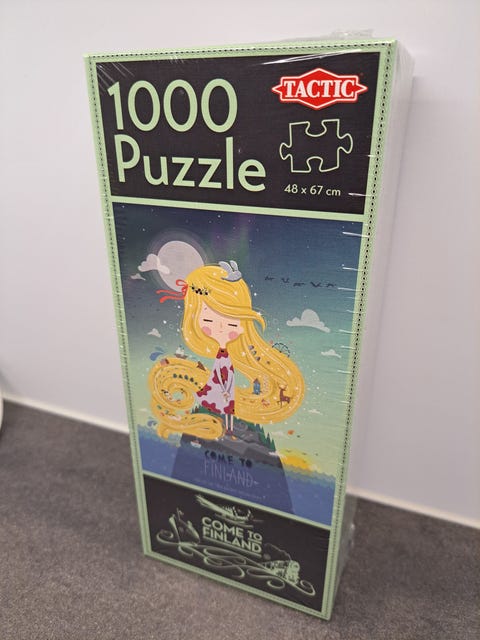 1000
Puzzle
TACTIC
48 x 67 cm
COME TO
FINLAND
COME TO
FINLAND